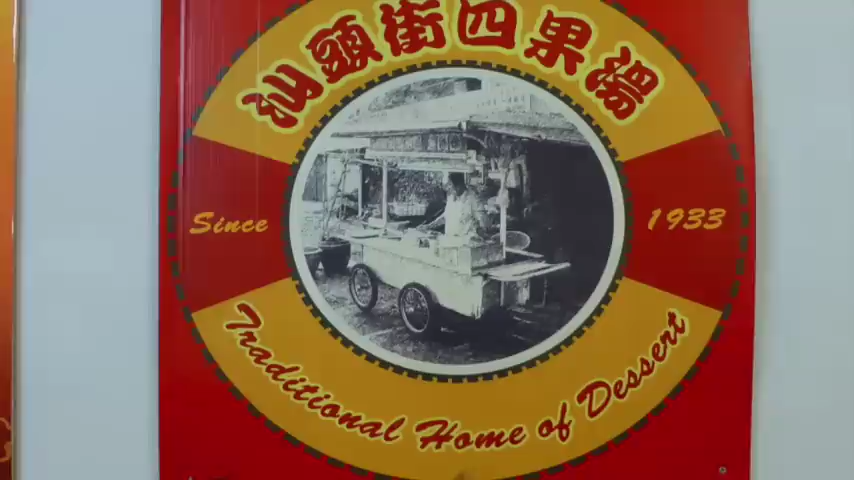 汕頭街四果湯
Since
1933
Traditional Home of Dessert